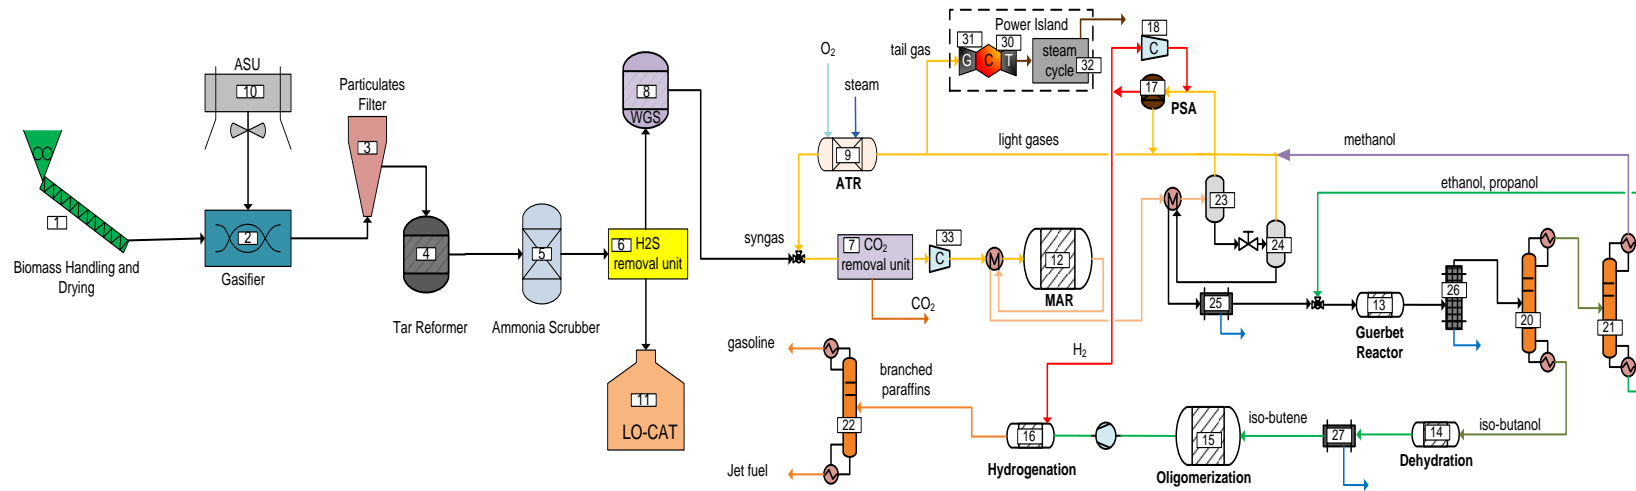 Power Island
18
C
31
30
G
C
T
steam
cycle
32
tail gas
O₂
steam
17
PSA
ASU
10
Particulates
Filter
3
8
WGS
9
ATR
light gases
methanol
ethanol, propanol
1
Biomass Handling and
Drying
2
Gasifier
4
Tar Reformer
5
Ammonia Scrubber
6 H2S
removal unit
syngas
7 CO₂
removal unit
CO₂
33
C
M
12
MAR
M
23
24
25
13
Guerbet
Reactor
26
20
21
11
LO-CAT
gasoline
Jet fuel
22
branched
paraffins
H₂
16
Hydrogenation
15
Oligomerization
iso-butene
27
14
Dehydration
iso-butanol